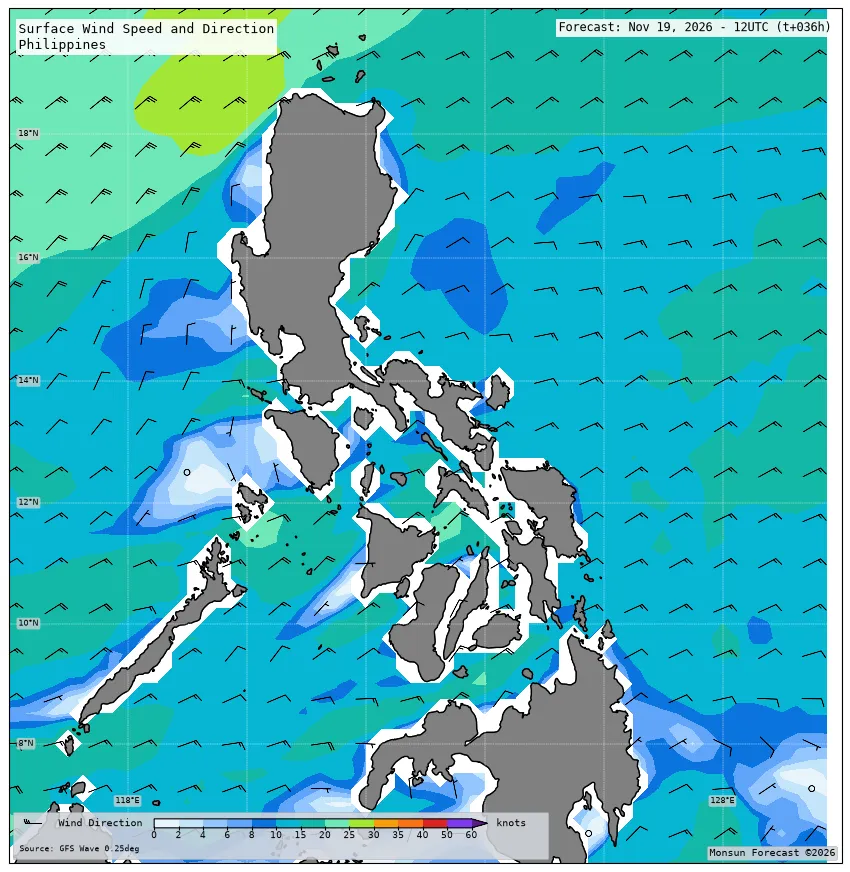 Surface Wind Speed and Direction
Philippines
Forecast: Nov 19, 2026 - 12UTC (t+036h)
18°N
16°N
14°N
12°N
10°N
8°N
118°E
128°E
Wind Direction
0 2 4 6 8 10 15 20 25 30 35 40 50 60
knots
Source: GFS Wave 0.25deg
Monsun Forecast ©2026